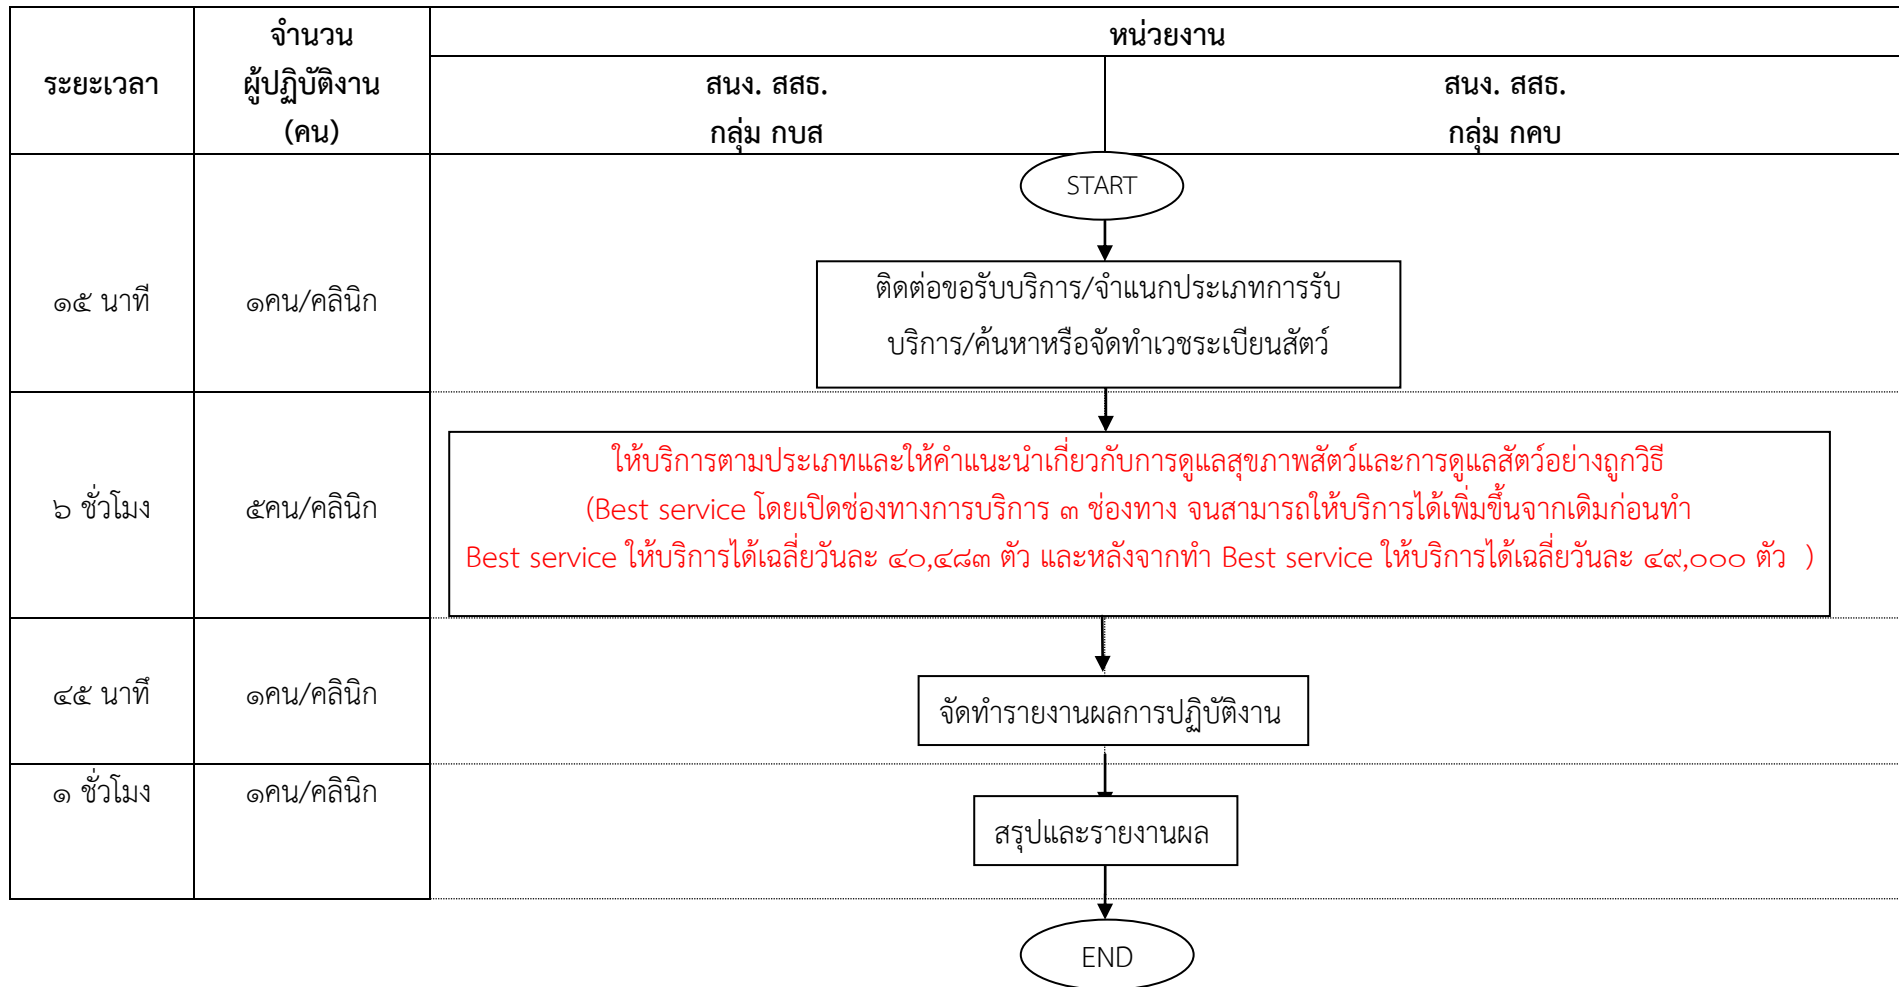 ระยะเวลา
จำนวน
ผู้ปฏิบัติงาน
(คน)
หน่วยงาน
สนง. สสธ.
กลุ่ม กบส
สนง. สสธ.
กลุ่ม กคบ
START
๑๕ นาที
๑คน/คลินิก
ติดต่อขอรับบริการ/จำแนกประเภทการรับ
บริการ/ค้นหาหรือจัดทำเวชระเบียนสัตว์
๖ ชั่วโมง
๕คน/คลินิก
ให้บริการตามประเภทและให้คำแนะนำเกี่ยวกับการดูแลสุขภาพสัตว์และการดูแลสัตว์อย่างถูกวิธี
(Best service โดยเปิดช่องทางการบริการ ๓ ช่องทาง จนสามารถให้บริการได้เพิ่มขึ้นจากเดิมก่อนทำ
Best service ให้บริการได้เฉลี่ยวันละ ๔๐,๔๘๓ ตัว และหลังจากทำ Best service ให้บริการได้เฉลี่ยวันละ ๔๙,๐๐๐ ตัว )
๔๕ นาที
๑คน/คลินิก
จัดทำรายงานผลการปฏิบัติงาน
๑ ชั่วโมง
๑คน/คลินิก
สรุปและรายงานผล
END